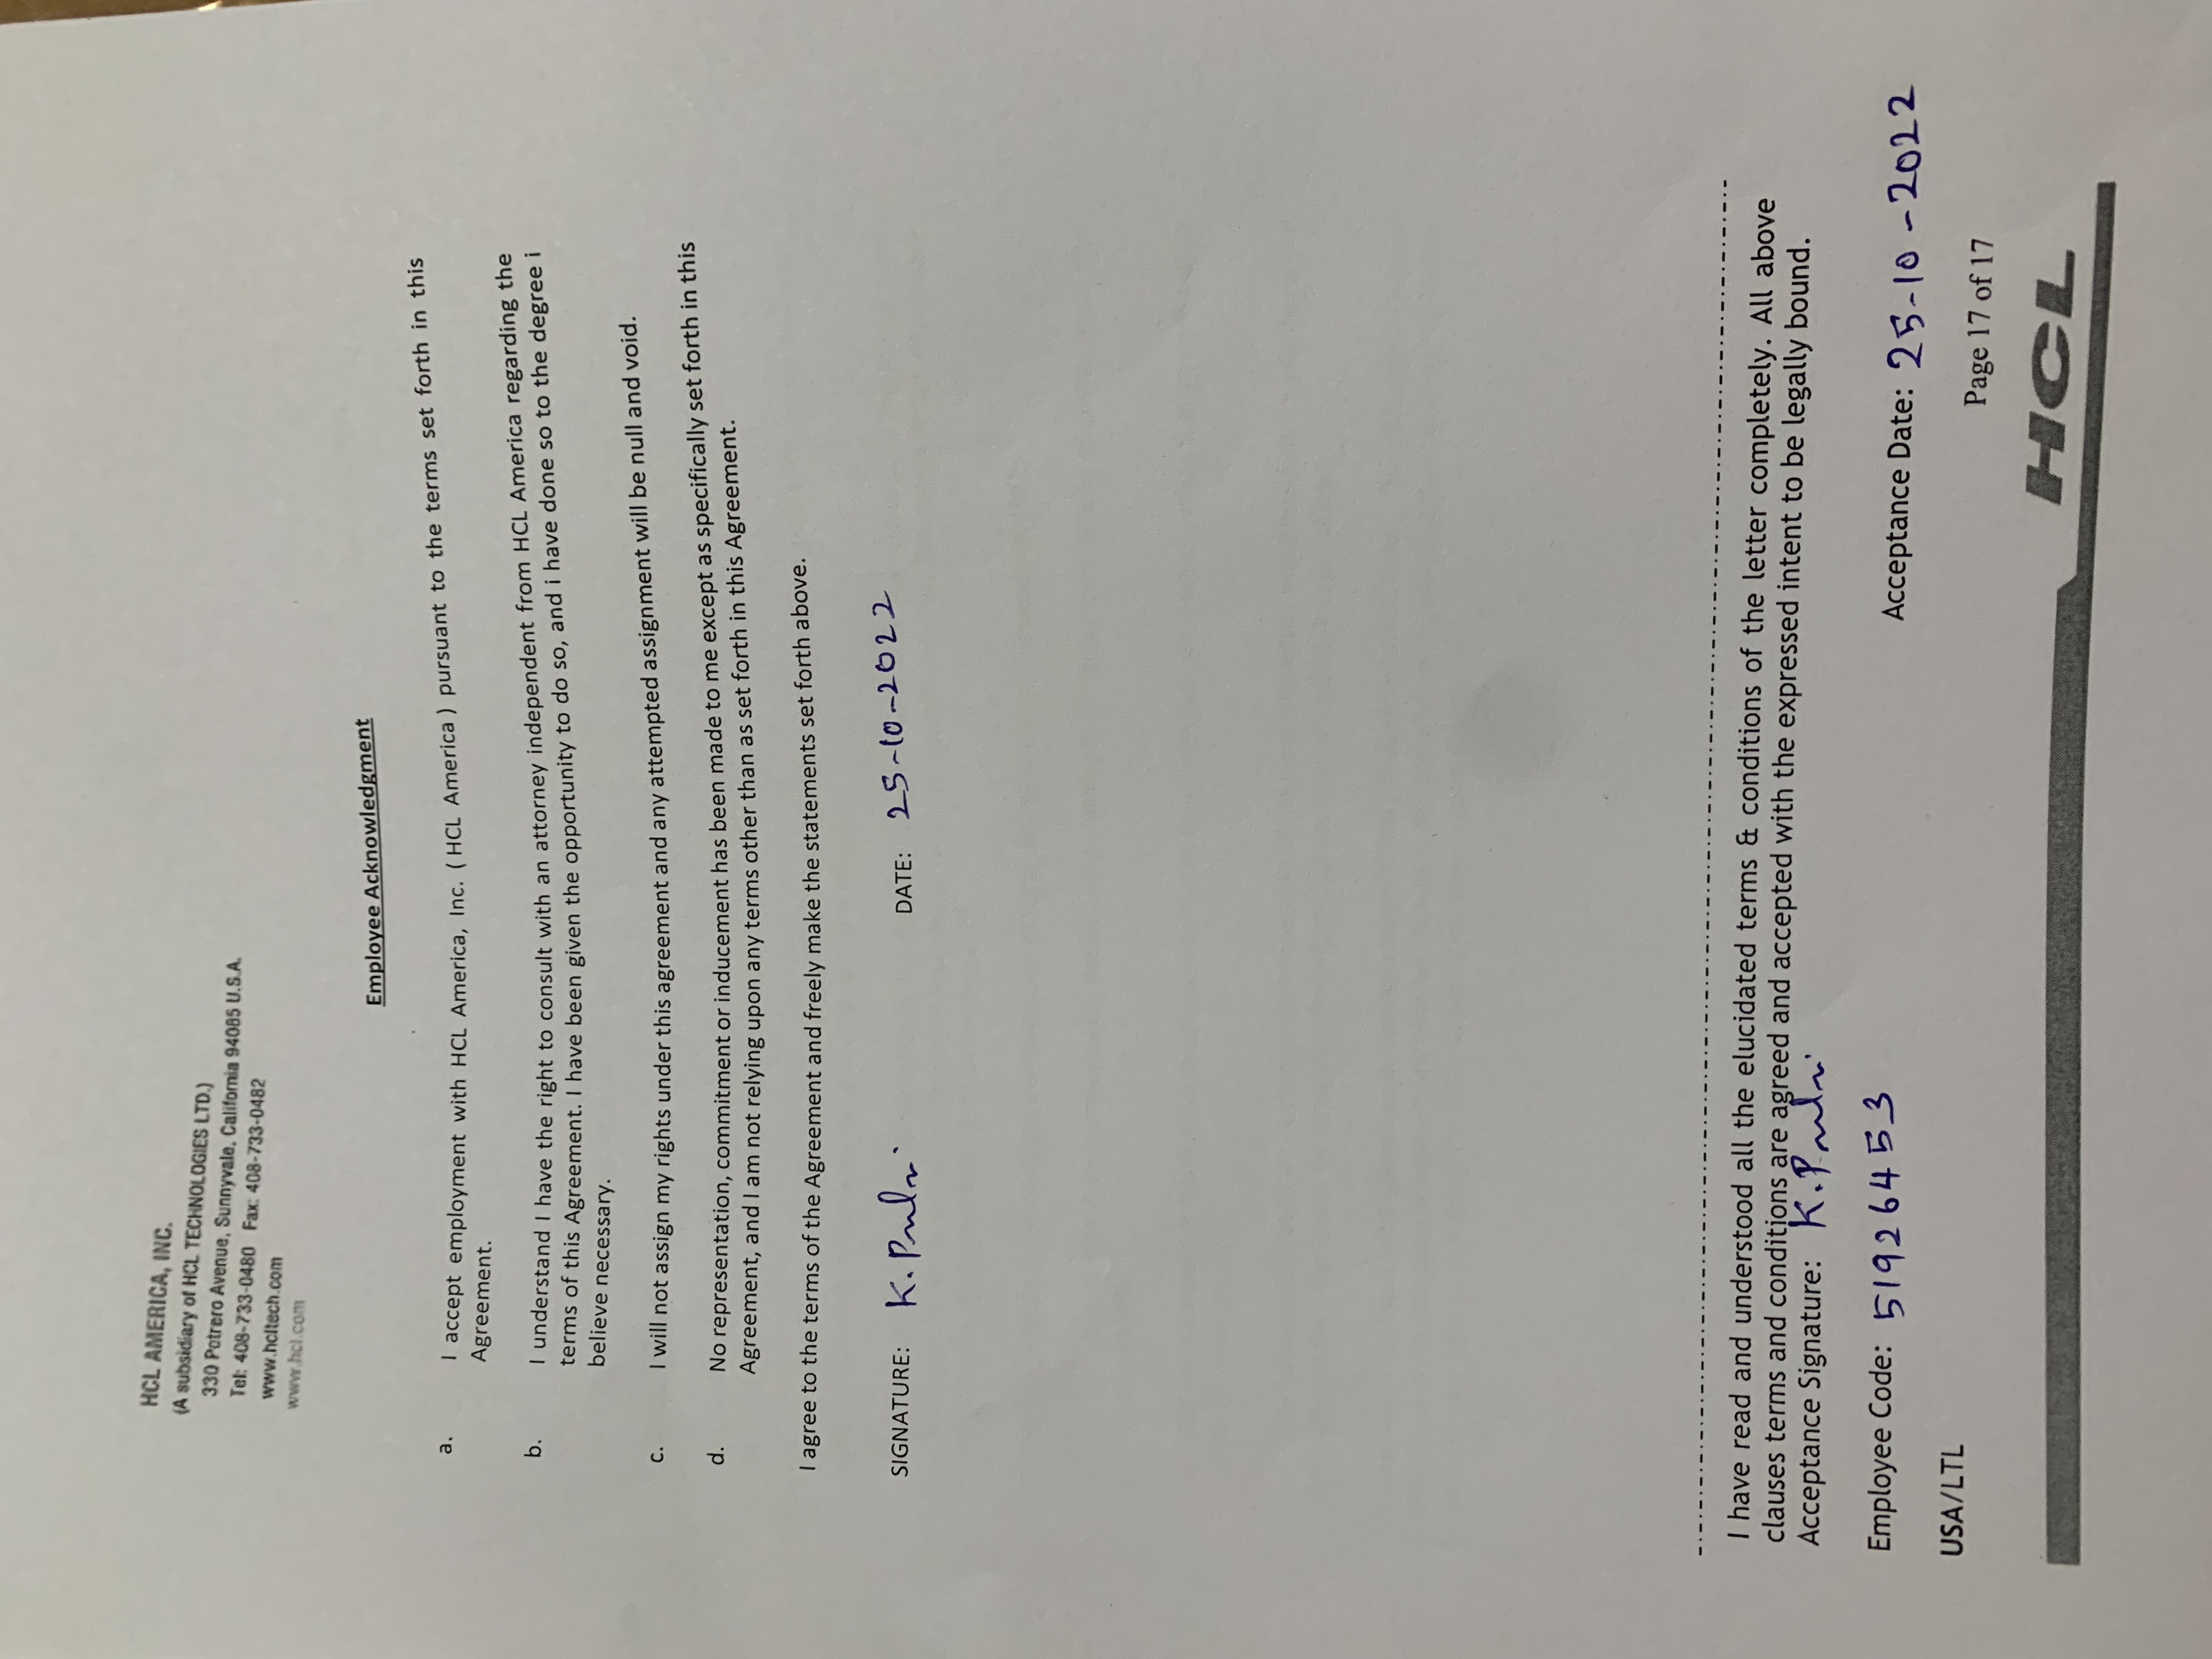 HCL AMERICA, INC.
(A subsidiary of HCL TECHNOLOGIES LTD.)
330 Potrero Avenue, Sunnyvale, California 94085 U.S.A.
Tel: 408-733-0480 Fax: 408-733-0482
www.hcltech.com
www.hcl.com
Employee Acknowledgment
a. I accept employment with HCL America, Inc. ( HCL America ) pursuant to the terms set forth in this
Agreement.
b. I understand I have the right to consult with an attorney independent from HCL America regarding the
terms of this Agreement. I have been given the opportunity to do so, and i have done so to the degree i
believe necessary.
c. I will not assign my rights under this agreement and any attempted assignment will be null and void.
d. No representation, commitment or inducement has been made to me except as specifically set forth in this
Agreement, and I am not relying upon any terms other than as set forth in this Agreement.
I agree to the terms of the Agreement and freely make the statements set forth above.
SIGNATURE: K. DATE: 25-10-2022
I have read and understood all the elucidated terms & conditions of the letter completely. All above
clauses terms and conditions are agreed and accepted with the expressed intent to be legally bound.
Acceptance Signature: K.
Employee Code: 51926453 Acceptance Date: 25-10-2022
USA/LTL
Page 17 of 17
HCL